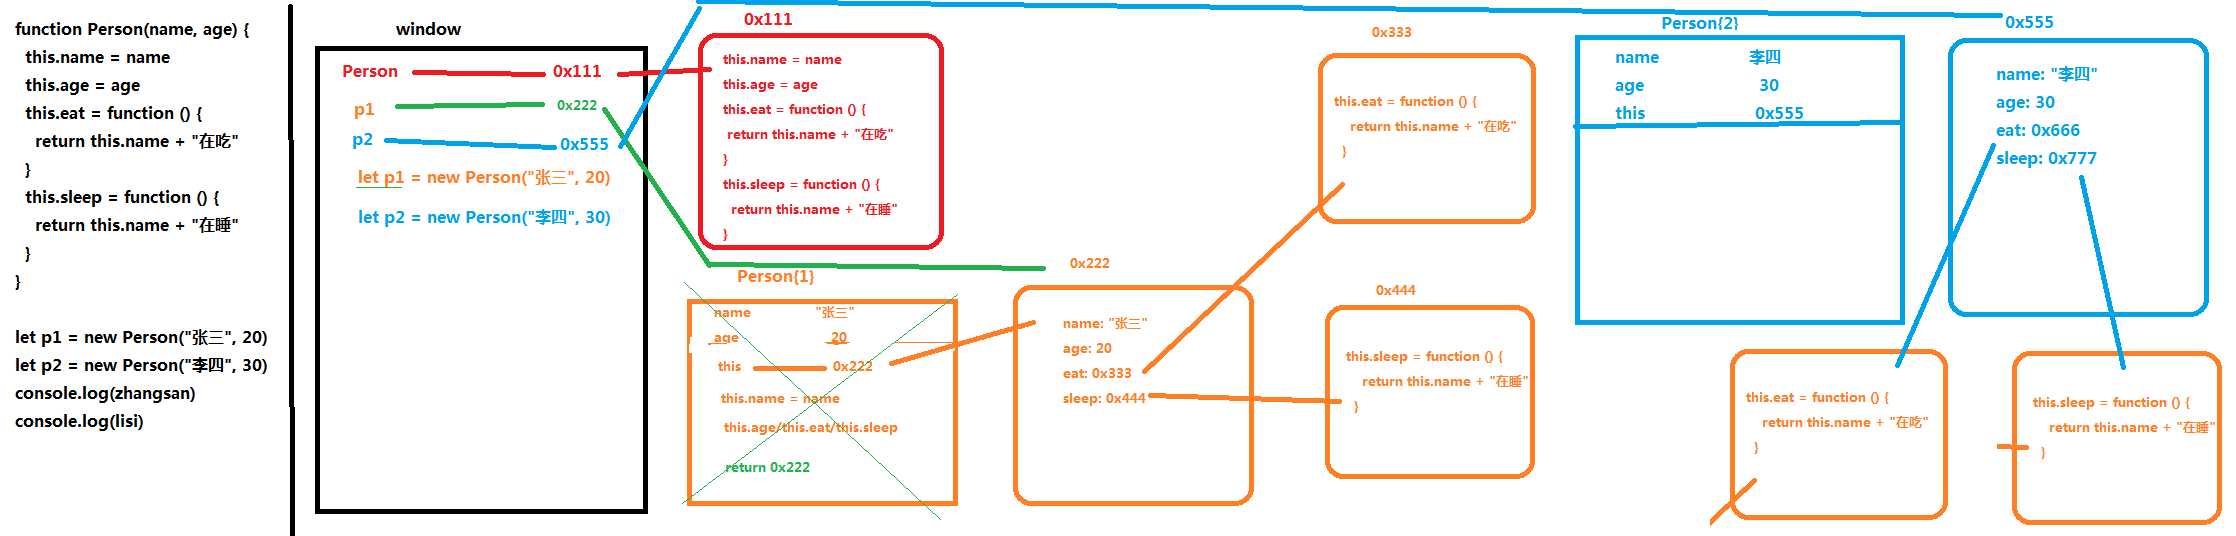 function Person(name, age) {
this.name = name
this.age = age
this.eat = function () {
return this.name + "在吃"
}
this.sleep = function () {
return this.name + "在睡"
}
}
let p1 = new Person("张三", 20)
let p2 = new Person("李四", 30)
console.log(zhangsan)
console.log(lisi)
window
Person 0x111
p1 0x222
p2 0x555
let p1 = new Person("张三", 20)
let p2 = new Person("李四", 30)
0x111
this.name = name
this.age = age
this.eat = function () {
return this.name + "在吃"
}
this.sleep = function () {
return this.name + "在睡"
}
Person{1}
name "张三"
age 20
this 0x222
this.name = name
this.age/this.eat/this.sleep
return 0x222
0x222
name: "张三"
age: 20
eat: 0x333
sleep: 0x444
0x333
this.eat = function () {
return this.name + "在吃"
}
0x444
this.sleep = function () {
return this.name + "在睡"
}
Person{2}
name 李四
age 30
this 0x555
0x555
name: "李四"
age: 30
eat: 0x666
sleep: 0x777
this.eat = function () {
return this.name + "在吃"
}
this.sleep = function () {
return this.name + "在睡"
}